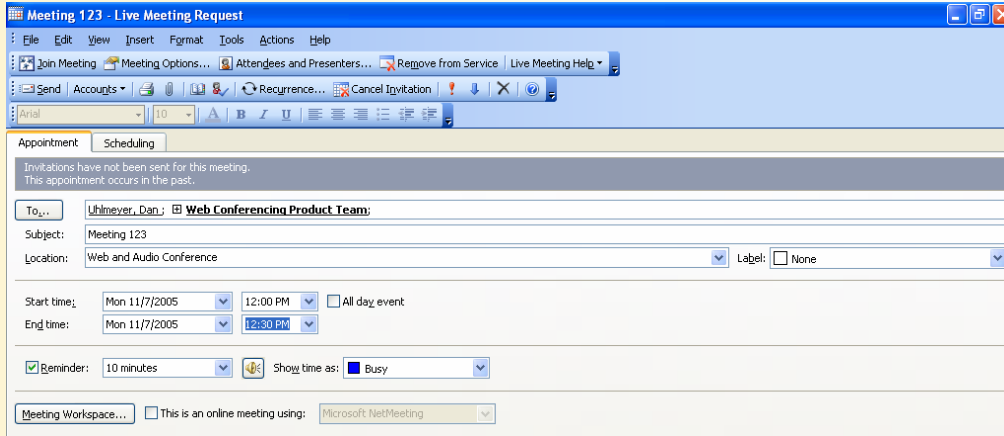 Meeting 123 - Live Meeting Request
File Edit View Insert Format Tools Actions Help
Join Meeting Meeting Options... Attendees and Presenters... Remove from Service Live Meeting Help
Send Accounts Recurrence... Cancel Invitation
Arial 10 A B I U
Appointment Scheduling
Invitations have not been sent for this meeting.
This appointment occurs in the past.
To... Uhlmeyer, Dan ; Web Conferencing Product Team;
Subject: Meeting 123
Location: Web and Audio Conference Label: None
Start time: Mon 11/7/2005 12:00 PM All day event
End time: Mon 11/7/2005 12:30 PM
Reminder: 10 minutes Show time as: Busy
Meeting Workspace... This is an online meeting using: Microsoft NetMeeting